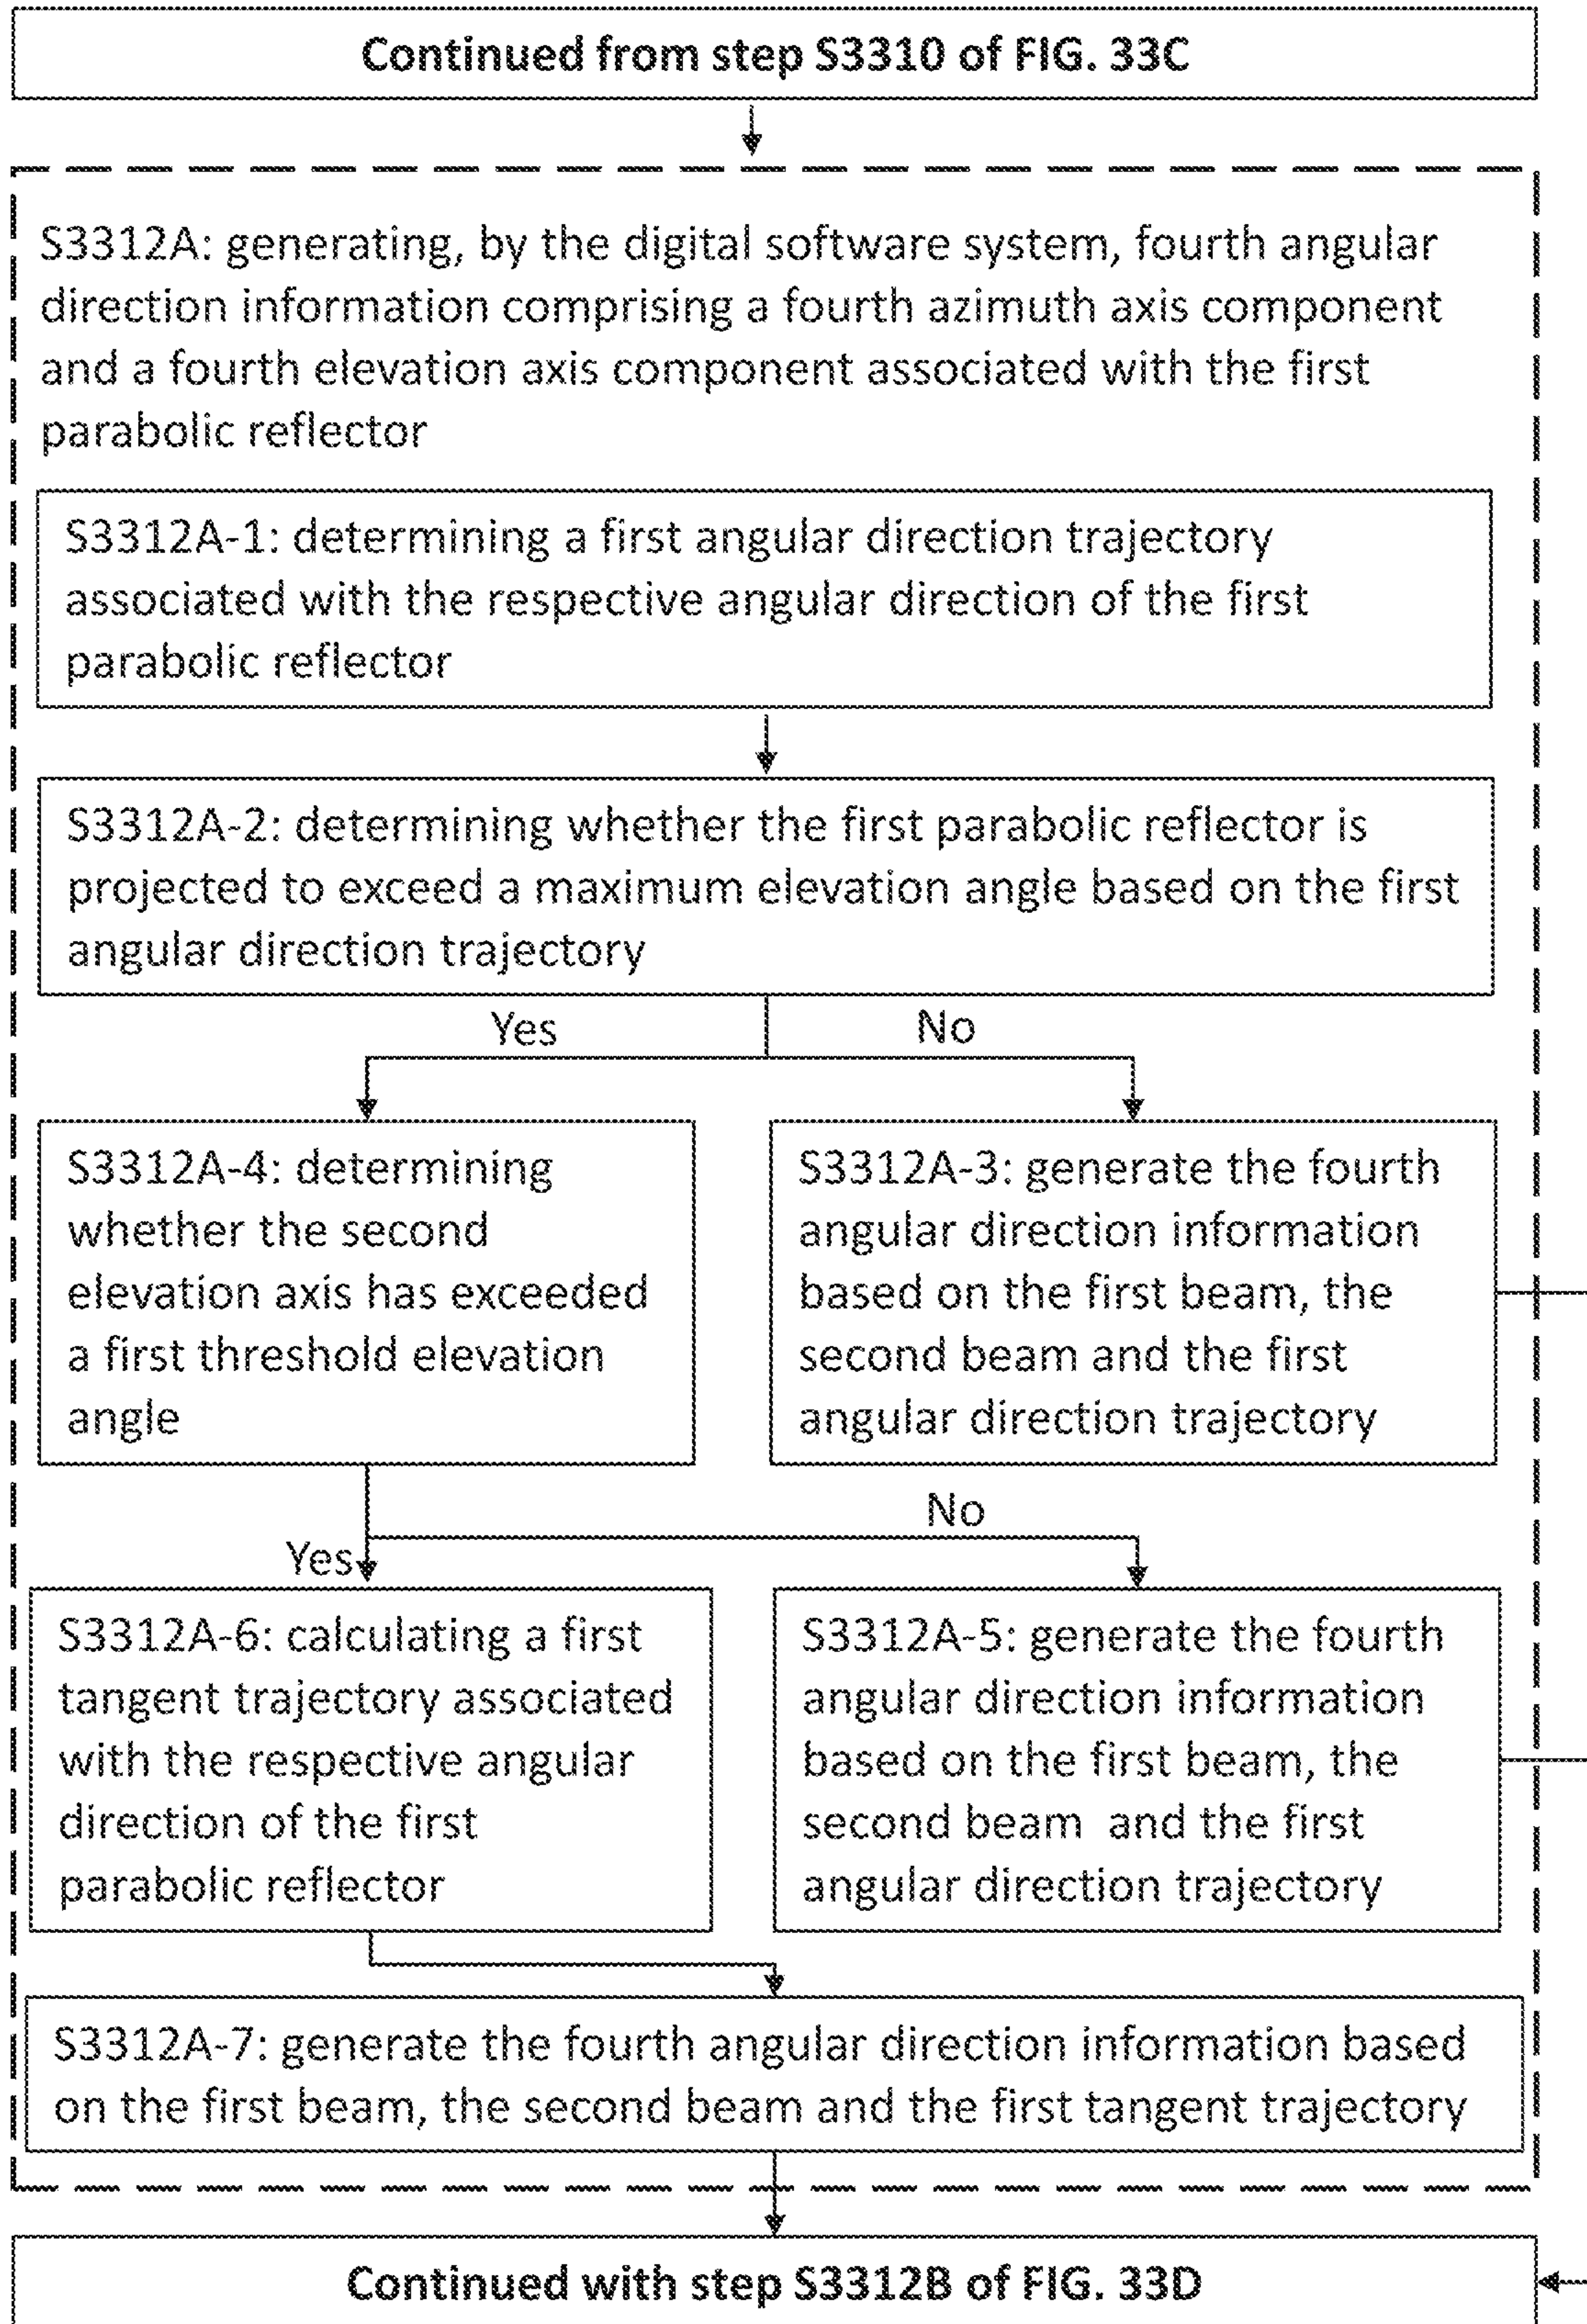 Continued from step S3310 of FIG. 33C
S3312A: generating, by the digital software system, fourth angular
direction information comprising a fourth azimuth axis component
and a fourth elevation axis component associated with the first
parabolic reflector
S3312A-1: determining a first angular direction trajectory
associated with the respective angular direction of the first
parabolic reflector
S3312A-2: determining whether the first parabolic reflector is
projected to exceed a maximum elevation angle based on the first
angular direction trajectory
Yes
No
S3312A-4: determining
whether the second
elevation axis has exceeded
a first threshold elevation
angle
S3312A-3: generate the fourth
angular direction information
based on the first beam, the
second beam and the first
angular direction trajectory
No
Yes
S3312A-6: calculating a first
tangent trajectory associated
with the respective angular
direction of the first
parabolic reflector
S3312A-5: generate the fourth
angular direction information
based on the first beam, the
second beam  and the first
angular direction trajectory
S3312A-7: generate the fourth angular direction information based
on the first beam, the second beam and the first tangent trajectory
Continued with step S3312B of FIG. 33D